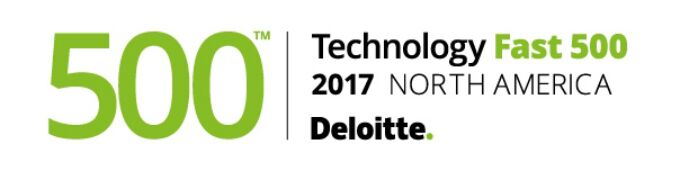 500™
Technology Fast 500
2017 NORTH AMERICA
Deloitte.